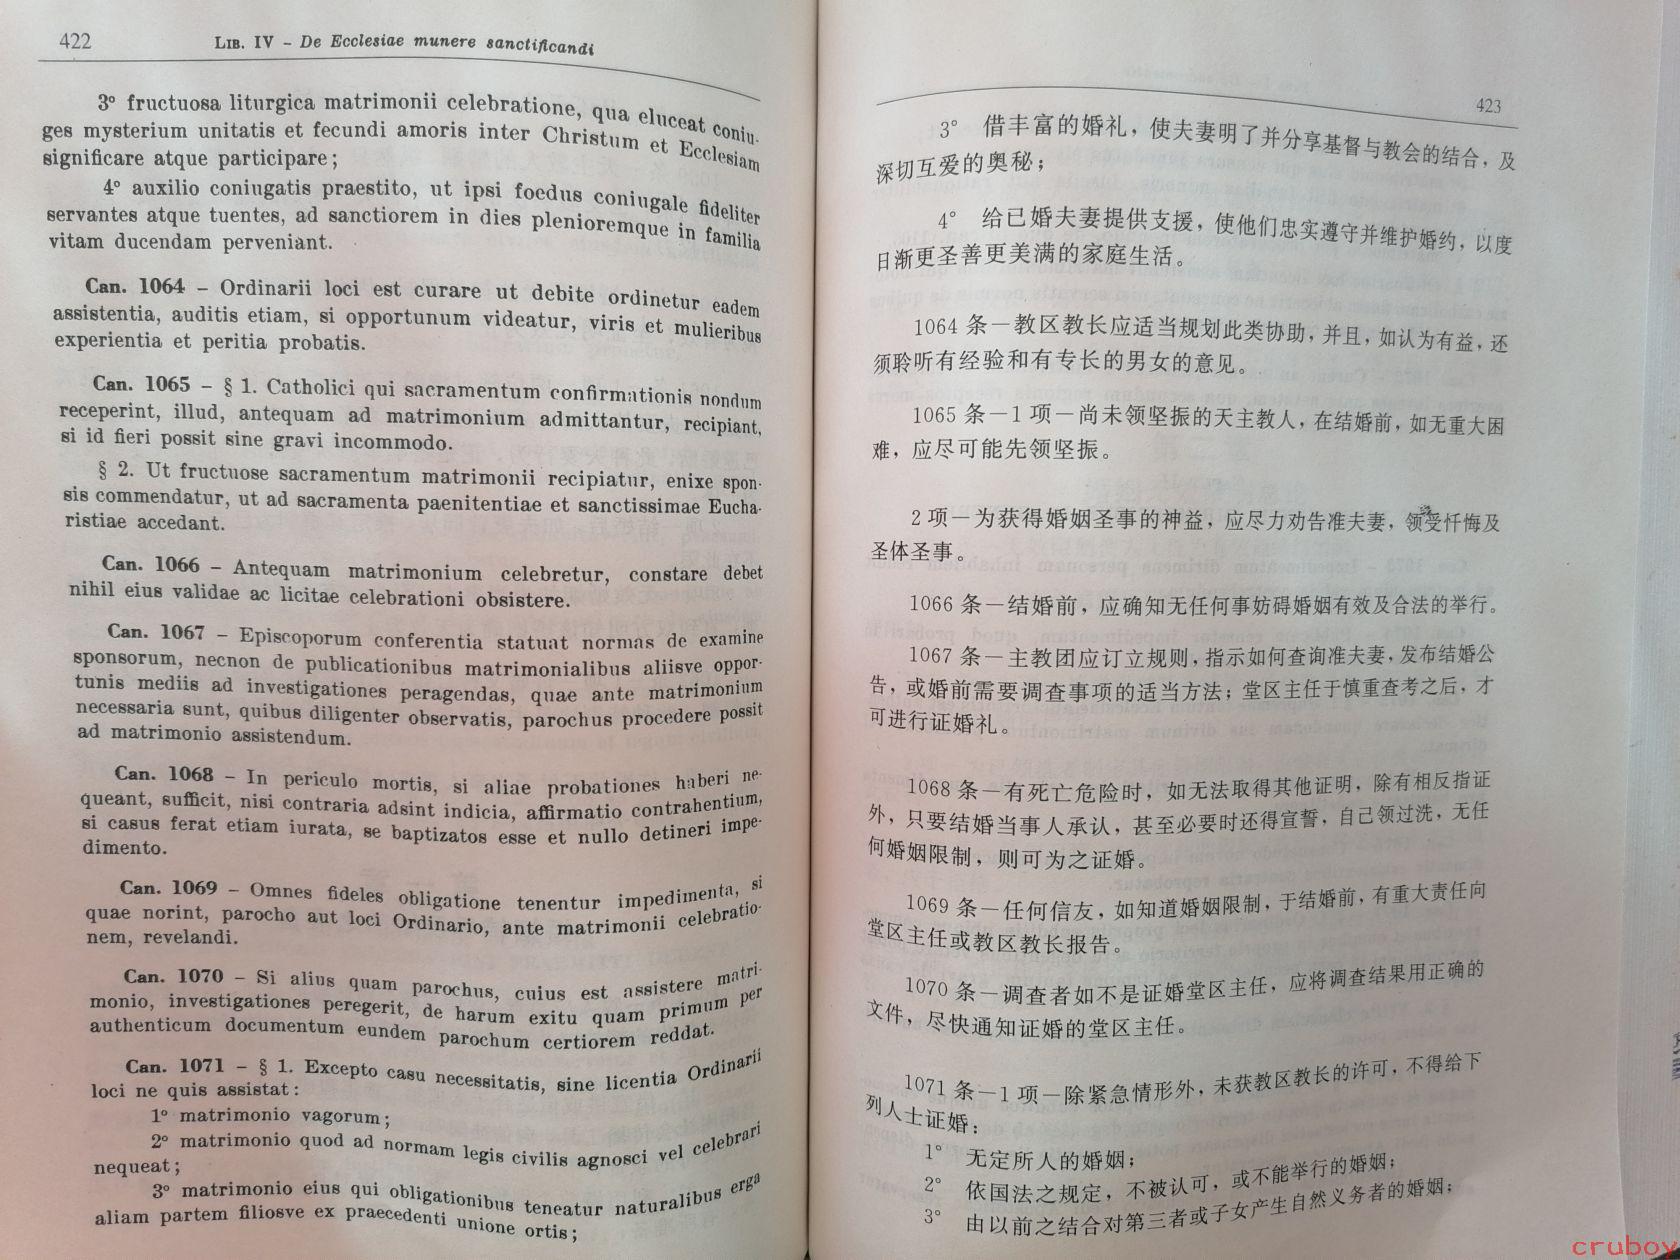 422
LIB. IV – De Ecclesiae munere sanctificandi
3º fructuosa liturgica matrimonii celebratione, qua eluceat coniu-
ges mysterium unitatis et fecundi amoris inter Christum et Ecclesiam
significare atque participare;
4º auxilio coniugatis praestito, ut ipsi foedus coniugale fideliter
servantes atque tuentes, ad sanctiorem in dies plenioremque in familia
vitam ducendam perveniant.
Can. 1064 – Ordinarii loci est curare ut debite ordinetur eadem
assistentia, auditis etiam, si opportunum videatur, viris et mulieribus
experientia et peritia probatis.
Can. 1065 – § 1. Catholici qui sacramentum confirmationis nondum
receperint, illud, antequam ad matrimonium admittantur, recipiant,
si id fieri possit sine gravi incommodo.
§ 2. Ut fructuose sacramentum matrimonii recipiatur, enixe spon-
sis commendatur, ut ad sacramenta paenitentiae et sanctissimae Eucha-
ristiae accedant.
Can. 1066 – Antequam matrimonium celebretur, constare debet
nihil eius validae ac licitae celebrationi obsistere.
Can. 1067 – Episcoporum conferentia statuat normas de examine
sponsorum, necnon de publicationibus matrimonialibus aliisve oppor-
tunis mediis ad investigationes peragendas, quae ante matrimonium
necessaria sunt, quibus diligenter observatis, parochus procedere possit
ad matrimonio assistendum.
Can. 1068 – In periculo mortis, si aliae probationes haberi ne-
queant, sufficit, nisi contraria adsint indicia, affirmatio contrahentium,
si casus ferat etiam iurata, se baptizatos esse et nullo detineri impe-
dimento.
Can. 1069 – Omnes fideles obligatione tenentur impedimenta, si
quae norint, parocho aut loci Ordinario, ante matrimonii celebratio-
nem, revelandi.
Can. 1070 – Si alius quam parochus, cuius est assistere matri-
monio, investigationes peregerit, de harum exitu quam primum per
authenticum documentum eundem parochum certiorem reddat.
Can. 1071 – § 1. Excepto casu necessitatis, sine licentia Ordinarii
loci ne quis assistat:
1º matrimonio vagorum;
2º matrimonio quod ad normam legis civilis agnosci vel celebrari
nequeat;
3º matrimonio eius qui obligationibus teneatur naturalibus erga
aliam partem filiosve ex praecedenti unione ortis;
423
3° 借丰富的婚礼，使夫妻明了并分享基督与教会的结合，及
深切互爱的奥秘；
4° 给已婚夫妻提供支援，使他们忠实遵守并维护婚约，以度
日渐更圣善更美满的家庭生活。
1064 条－教区教长应适当规划此类协助，并且，如认为有益，还
须聆听有经验和有专长的男女的意见。
1065 条－1 项－尚未领坚振的天主教人，在结婚前，如无重大困
难，应尽可能先领坚振。
2 项－为获得婚姻圣事的神益，应尽力劝告准夫妻，领受忏悔及
圣体圣事。
1066 条－结婚前，应确知无任何事妨碍婚姻有效及合法的举行。
1067 条－主教团应订立规则，指示如何查询准夫妻，发布结婚公
告，或婚前需要调查事项的适当方法；堂区主任于慎重查考之后，才
可进行证婚礼。
1068 条－有死亡危险时，如无法取得其他证明，除有相反指证
外，只要结婚当事人承认，甚至必要时还得宣誓，自己领过洗，无任
何婚姻限制，则可为之证婚。
1069 条－任何信友，如知道婚姻限制，于结婚前，有重大责任向
堂区主任或教区教长报告。
1070 条－调查者如不是证婚堂区主任，应将调查结果用正确的
文件，尽快通知证婚的堂区主任。
1071 条－1 项－除紧急情形外，未获教区教长的许可，不得给下
列人士证婚：
1° 无定所人的婚姻；
2° 依国法之规定，不被认可，或不能举行的婚姻；
3° 由以前之结合对第三者或子女产生自然义务者的婚姻；
cruboy